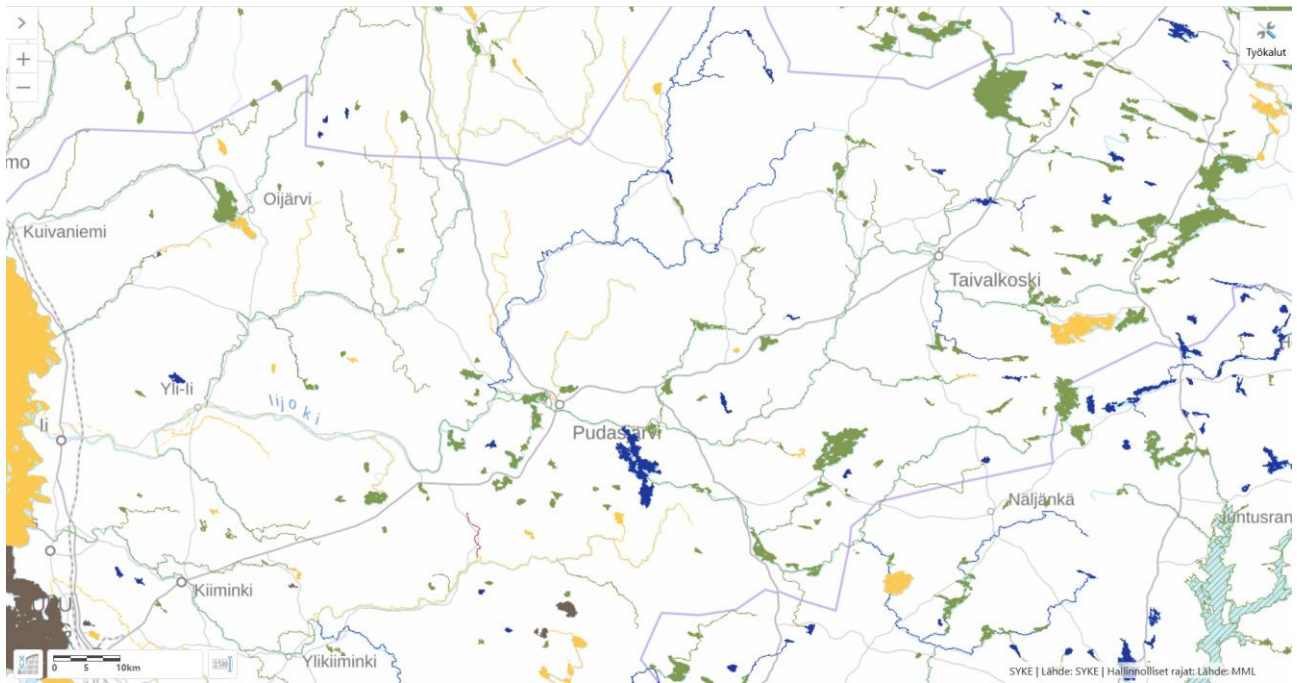 Työkalut
mo
Oijärvi
Kuivaniemi
Taivalkoski
Yli-Ii
Iijoki
Ii
Pudasjärvi
Näljänkä
Kiiminki
Ylikiiminki
0 5 10km
SYKE | Lähde: SYKE | Hallinnolliset rajat: Lähde: MML